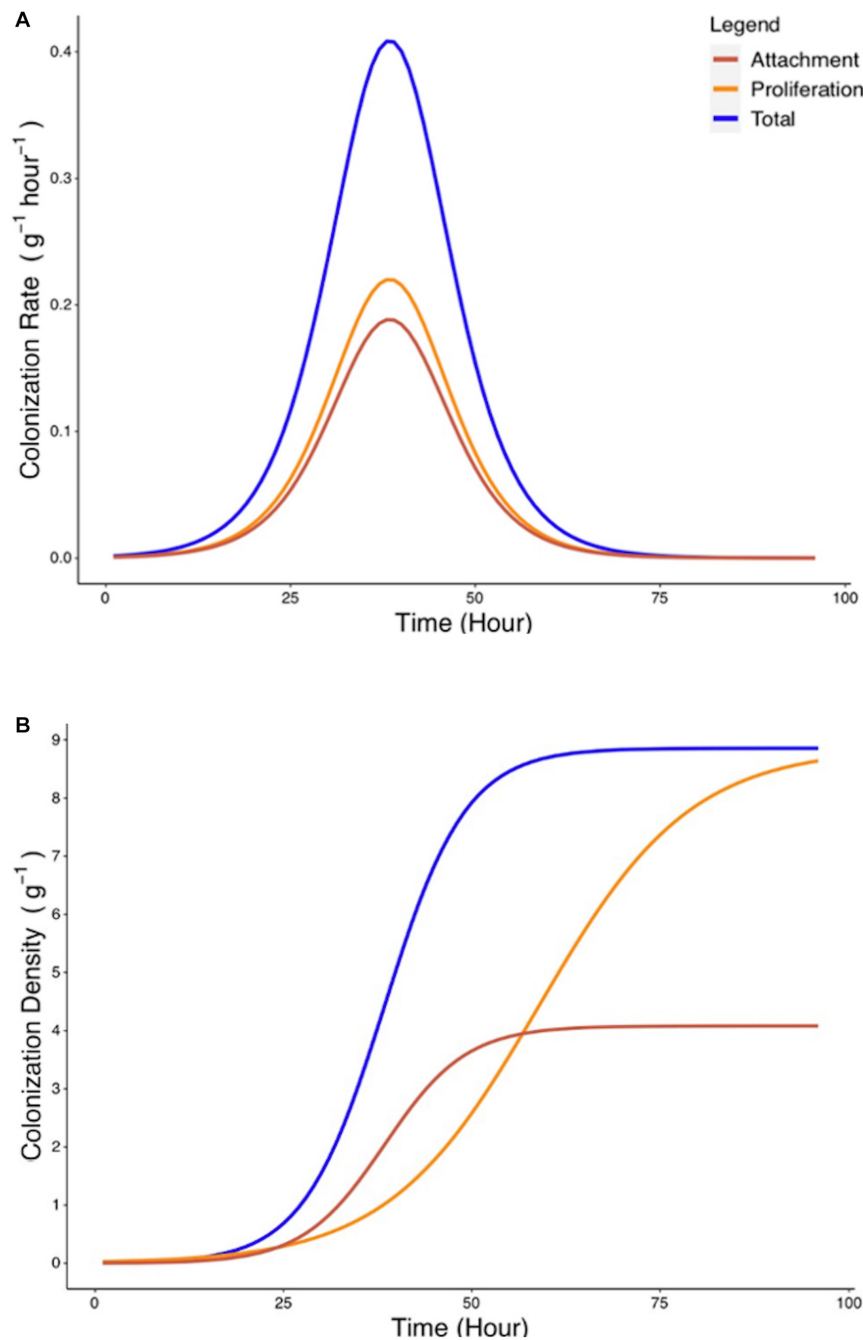 A
Legend
Attachment
Proliferation
Total
Colonization Rate ( g⁻¹ hour⁻¹ )
0.4
0.3
0.2
0.1
0.0
0 25 50 75 100
Time (Hour)
B
Colonization Density ( g⁻¹ )
9
8
7
6
5
4
3
2
1
0
0 25 50 75 100
Time (Hour)